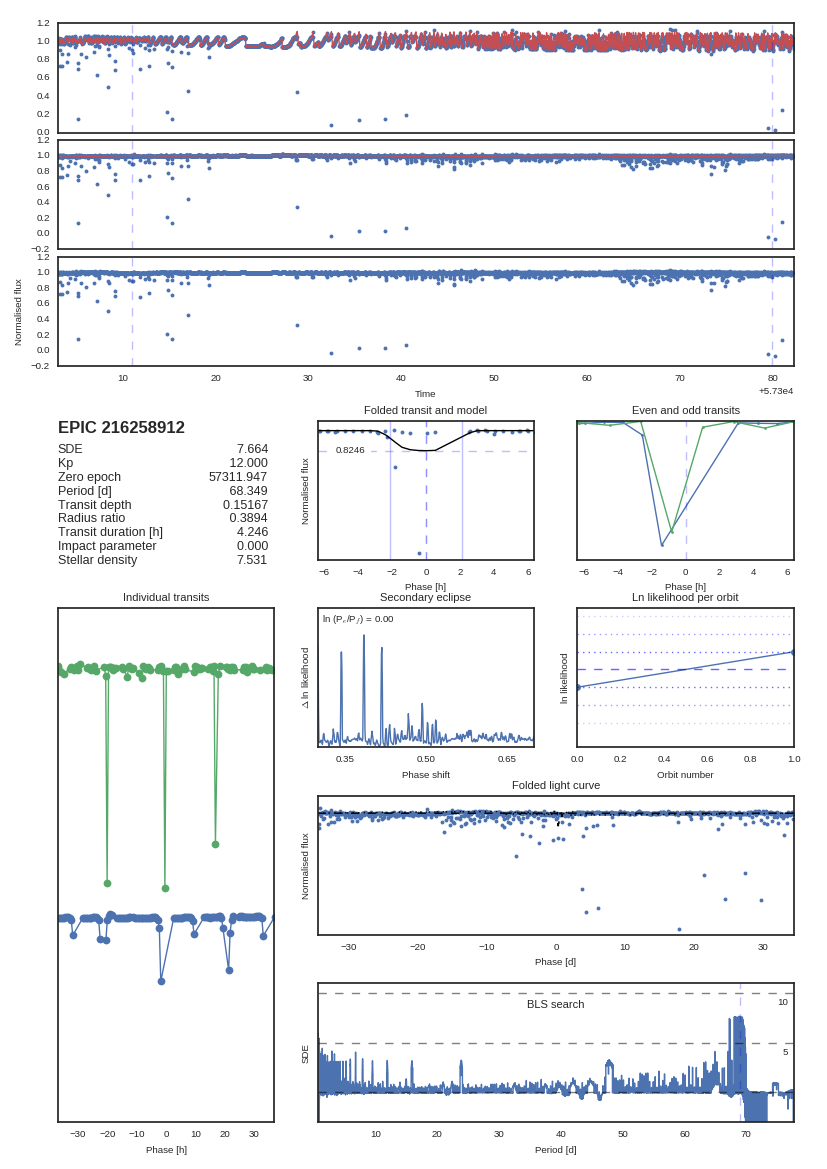 1.2
1.0
0.8
0.6
0.4
0.2
0.0
1.2
1.0
0.8
0.6
0.4
0.2
0.0
−0.2
1.2
1.0
0.8
0.6
0.4
0.2
0.0
−0.2
Normalised flux
10 20 30 40 50 60 70 80
Time
+5.73e4
EPIC 216258912
SDE 7.664
Kp 12.000
Zero epoch 57311.947
Period [d] 68.349
Transit depth 0.15167
Radius ratio 0.3894
Transit duration [h] 4.246
Impact parameter 0.000
Stellar density 7.531
Folded transit and model
0.8246
Normalised flux
−6 −4 −2 0 2 4 6
Phase [h]
Even and odd transits
−6 −4 −2 0 2 4 6
Phase [h]
Individual transits
−30 −20 −10 0 10 20 30
Phase [h]
Secondary eclipse
ln (Pₑ/Pf) = 0.00
Δ ln likelihood
0.35 0.50 0.65
Phase shift
Ln likelihood per orbit
ln likelihood
0.0 0.2 0.4 0.6 0.8 1.0
Orbit number
Folded light curve
Normalised flux
−30 −20 −10 0 10 20 30
Phase [d]
BLS search
10
5
SDE
10 20 30 40 50 60 70
Period [d]